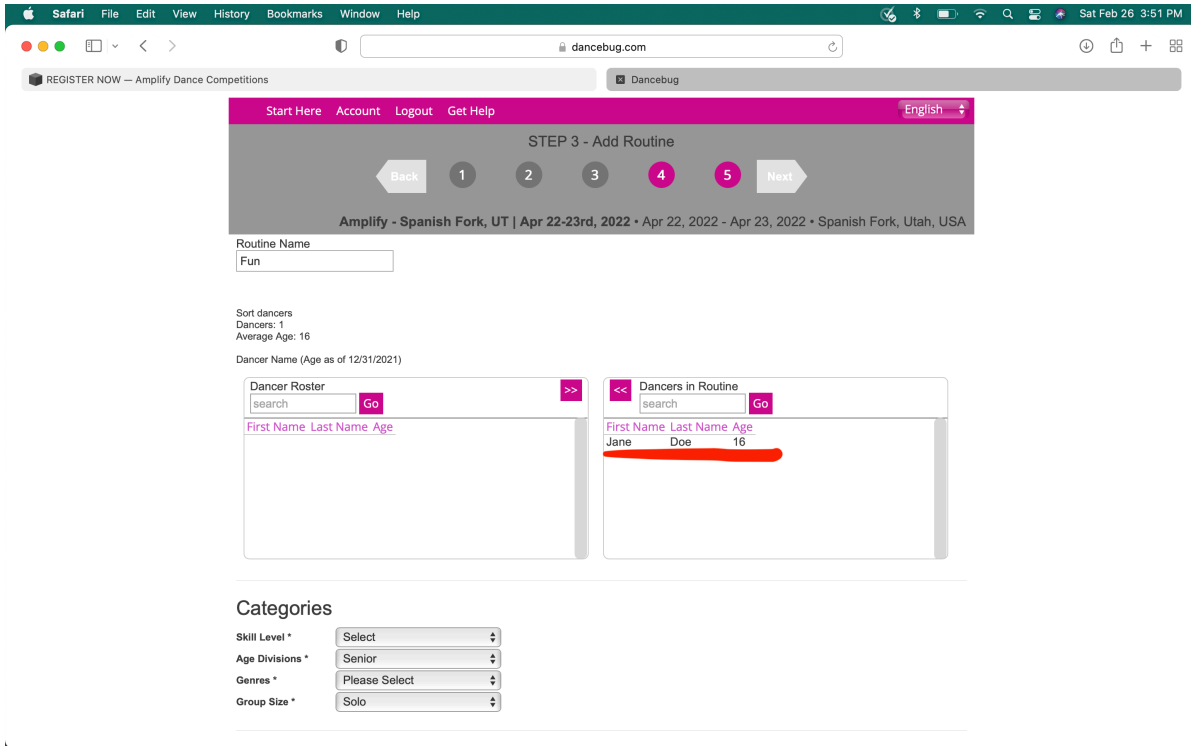 Safari File Edit View History Bookmarks Window Help Sat Feb 26 3:51 PM
dancebug.com
REGISTER NOW — Amplify Dance Competitions Dancebug
Start Here Account Logout Get Help English
STEP 3 - Add Routine
Back 1 2 3 4 5 Next
Amplify - Spanish Fork, UT | Apr 22-23rd, 2022 • Apr 22, 2022 - Apr 23, 2022 • Spanish Fork, Utah, USA
Routine Name
Fun
Sort dancers
Dancers: 1
Average Age: 16
Dancer Name (Age as of 12/31/2021)
Dancer Roster >>
search Go
First Name Last Name Age
<< Dancers in Routine
search Go
First Name Last Name Age
Jane Doe 16
Categories
Skill Level * Select
Age Divisions * Senior
Genres * Please Select
Group Size * Solo